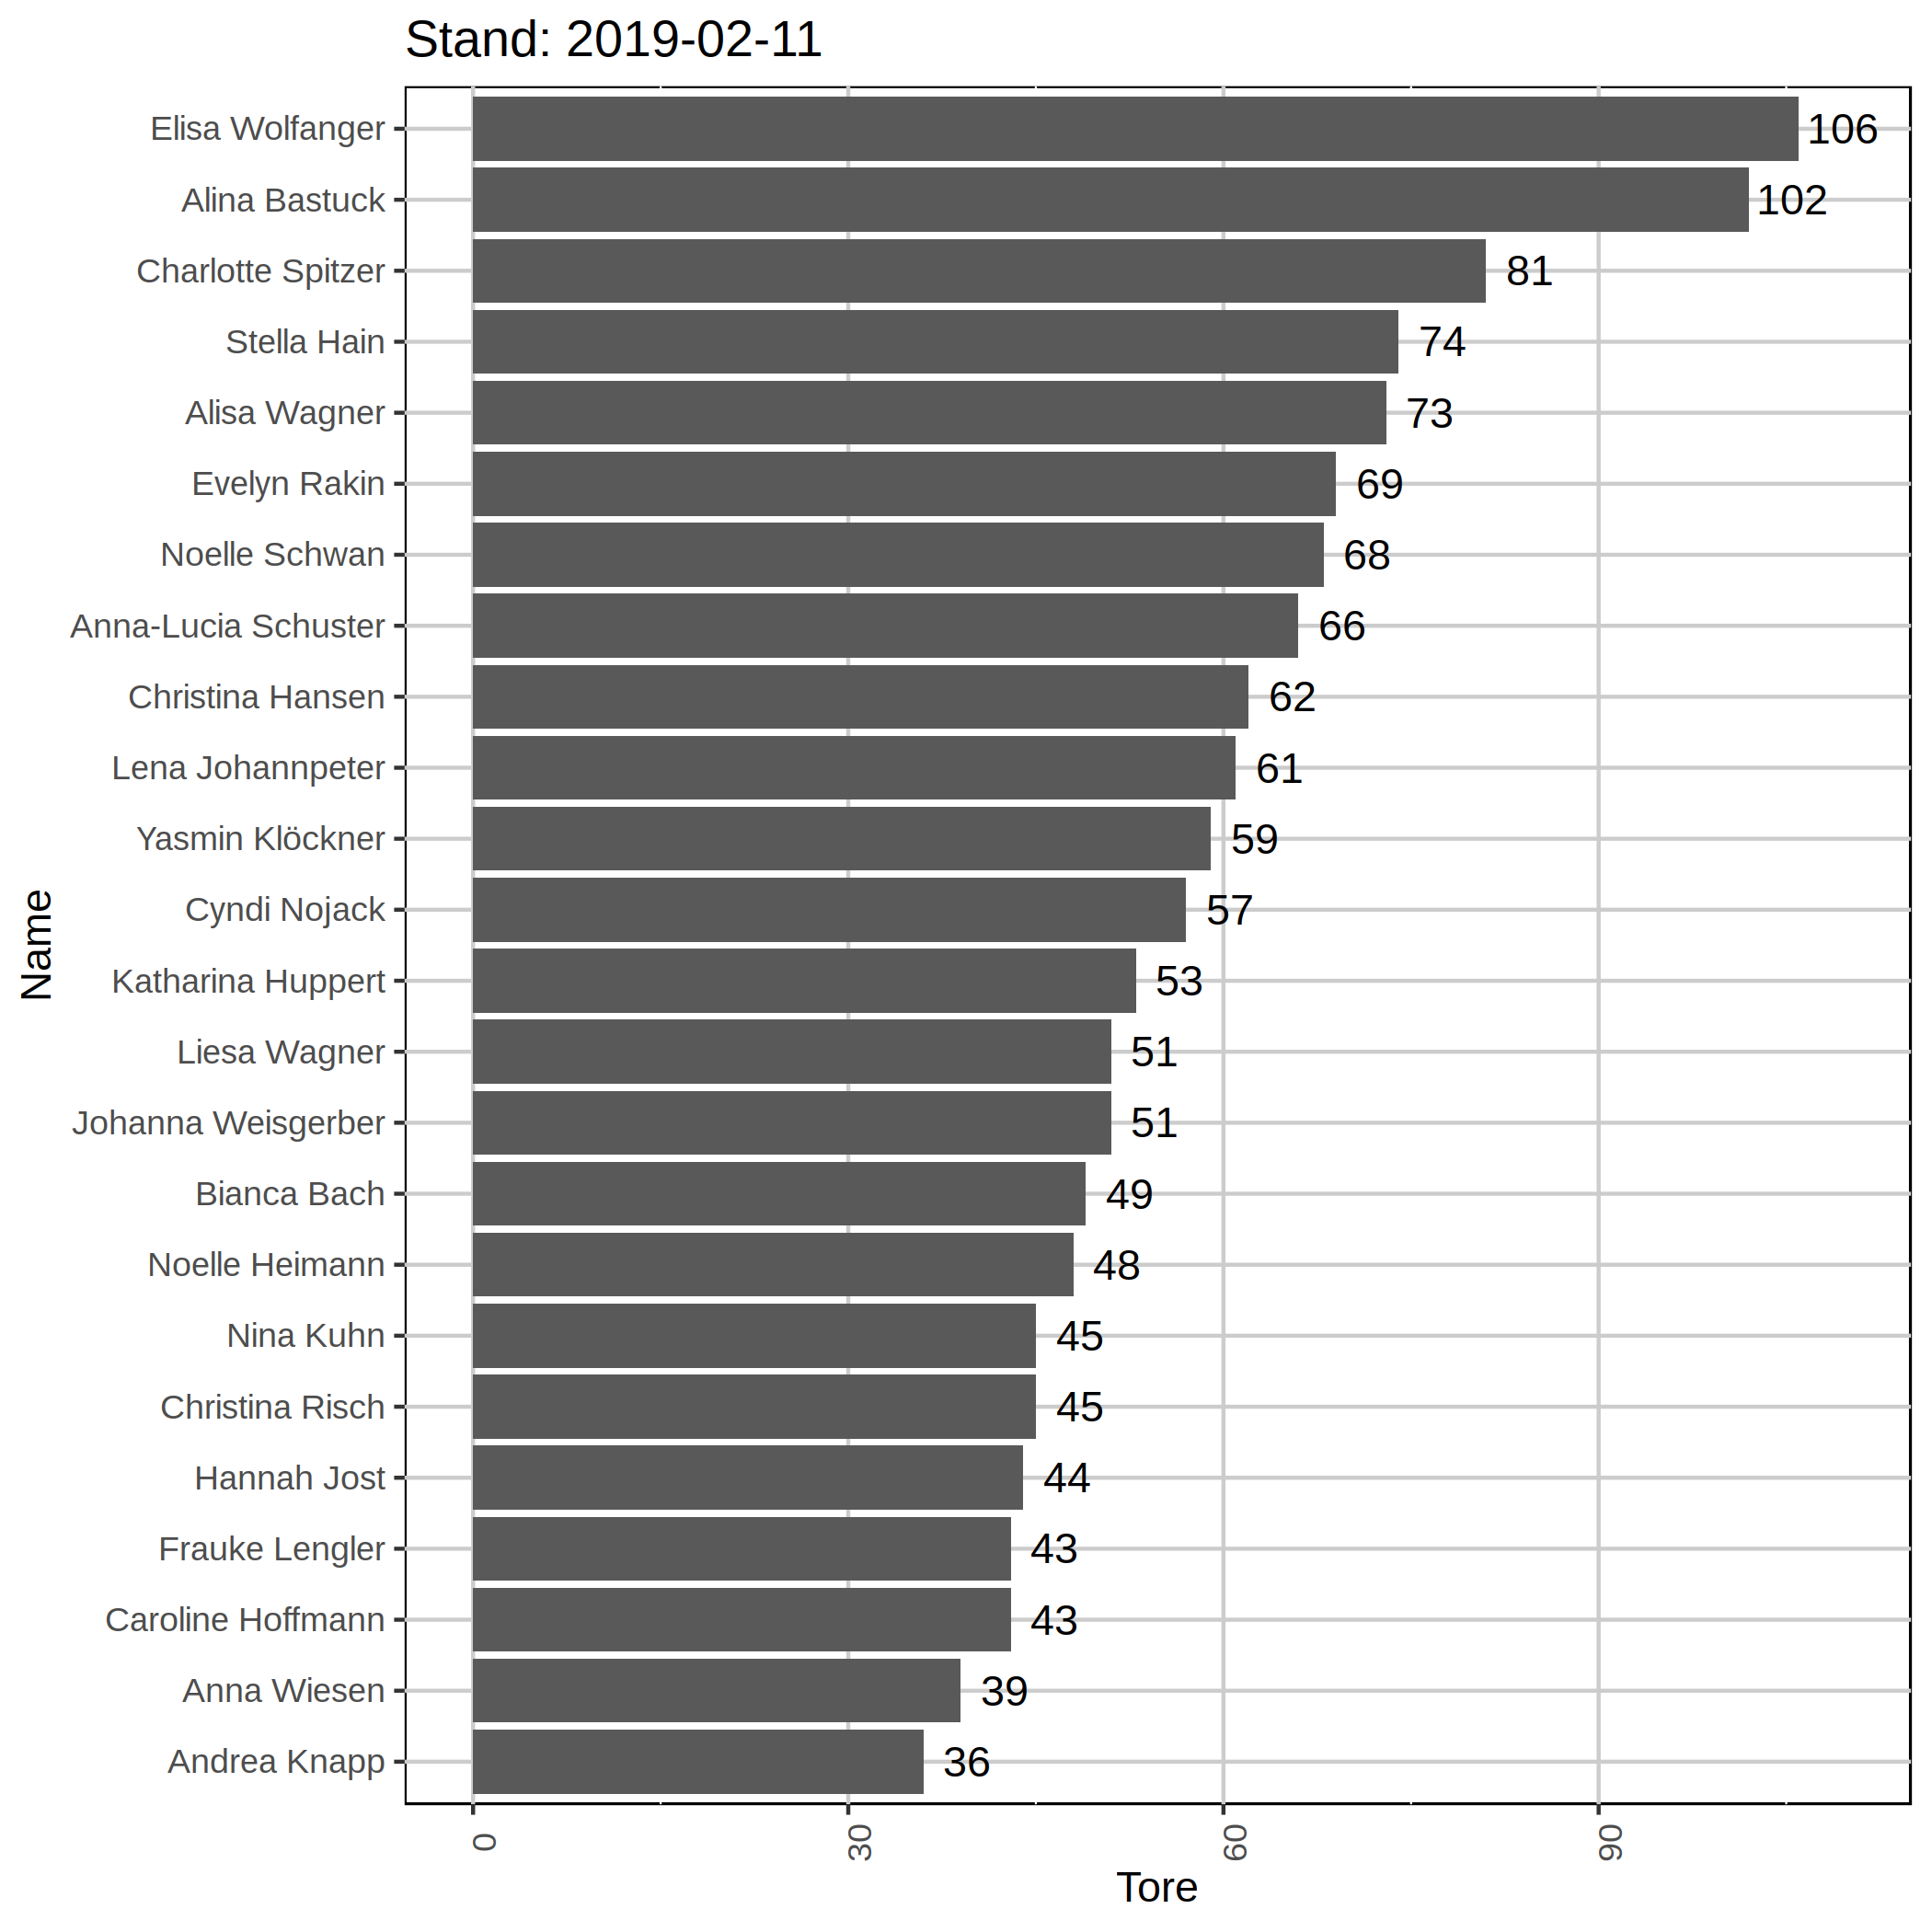 Stand: 2019-02-11
Elisa Wolfanger 106
Alina Bastuck 102
Charlotte Spitzer 81
Stella Hain 74
Alisa Wagner 73
Evelyn Rakin 69
Noelle Schwan 68
Anna-Lucia Schuster 66
Christina Hansen 62
Lena Johannpeter 61
Yasmin Klöckner 59
Cyndi Nojack 57
Katharina Huppert 53
Liesa Wagner 51
Johanna Weisgerber 51
Bianca Bach 49
Noelle Heimann 48
Nina Kuhn 45
Christina Risch 45
Hannah Jost 44
Frauke Lengler 43
Caroline Hoffmann 43
Anna Wiesen 39
Andrea Knapp 36
Name
0 30 60 90
Tore